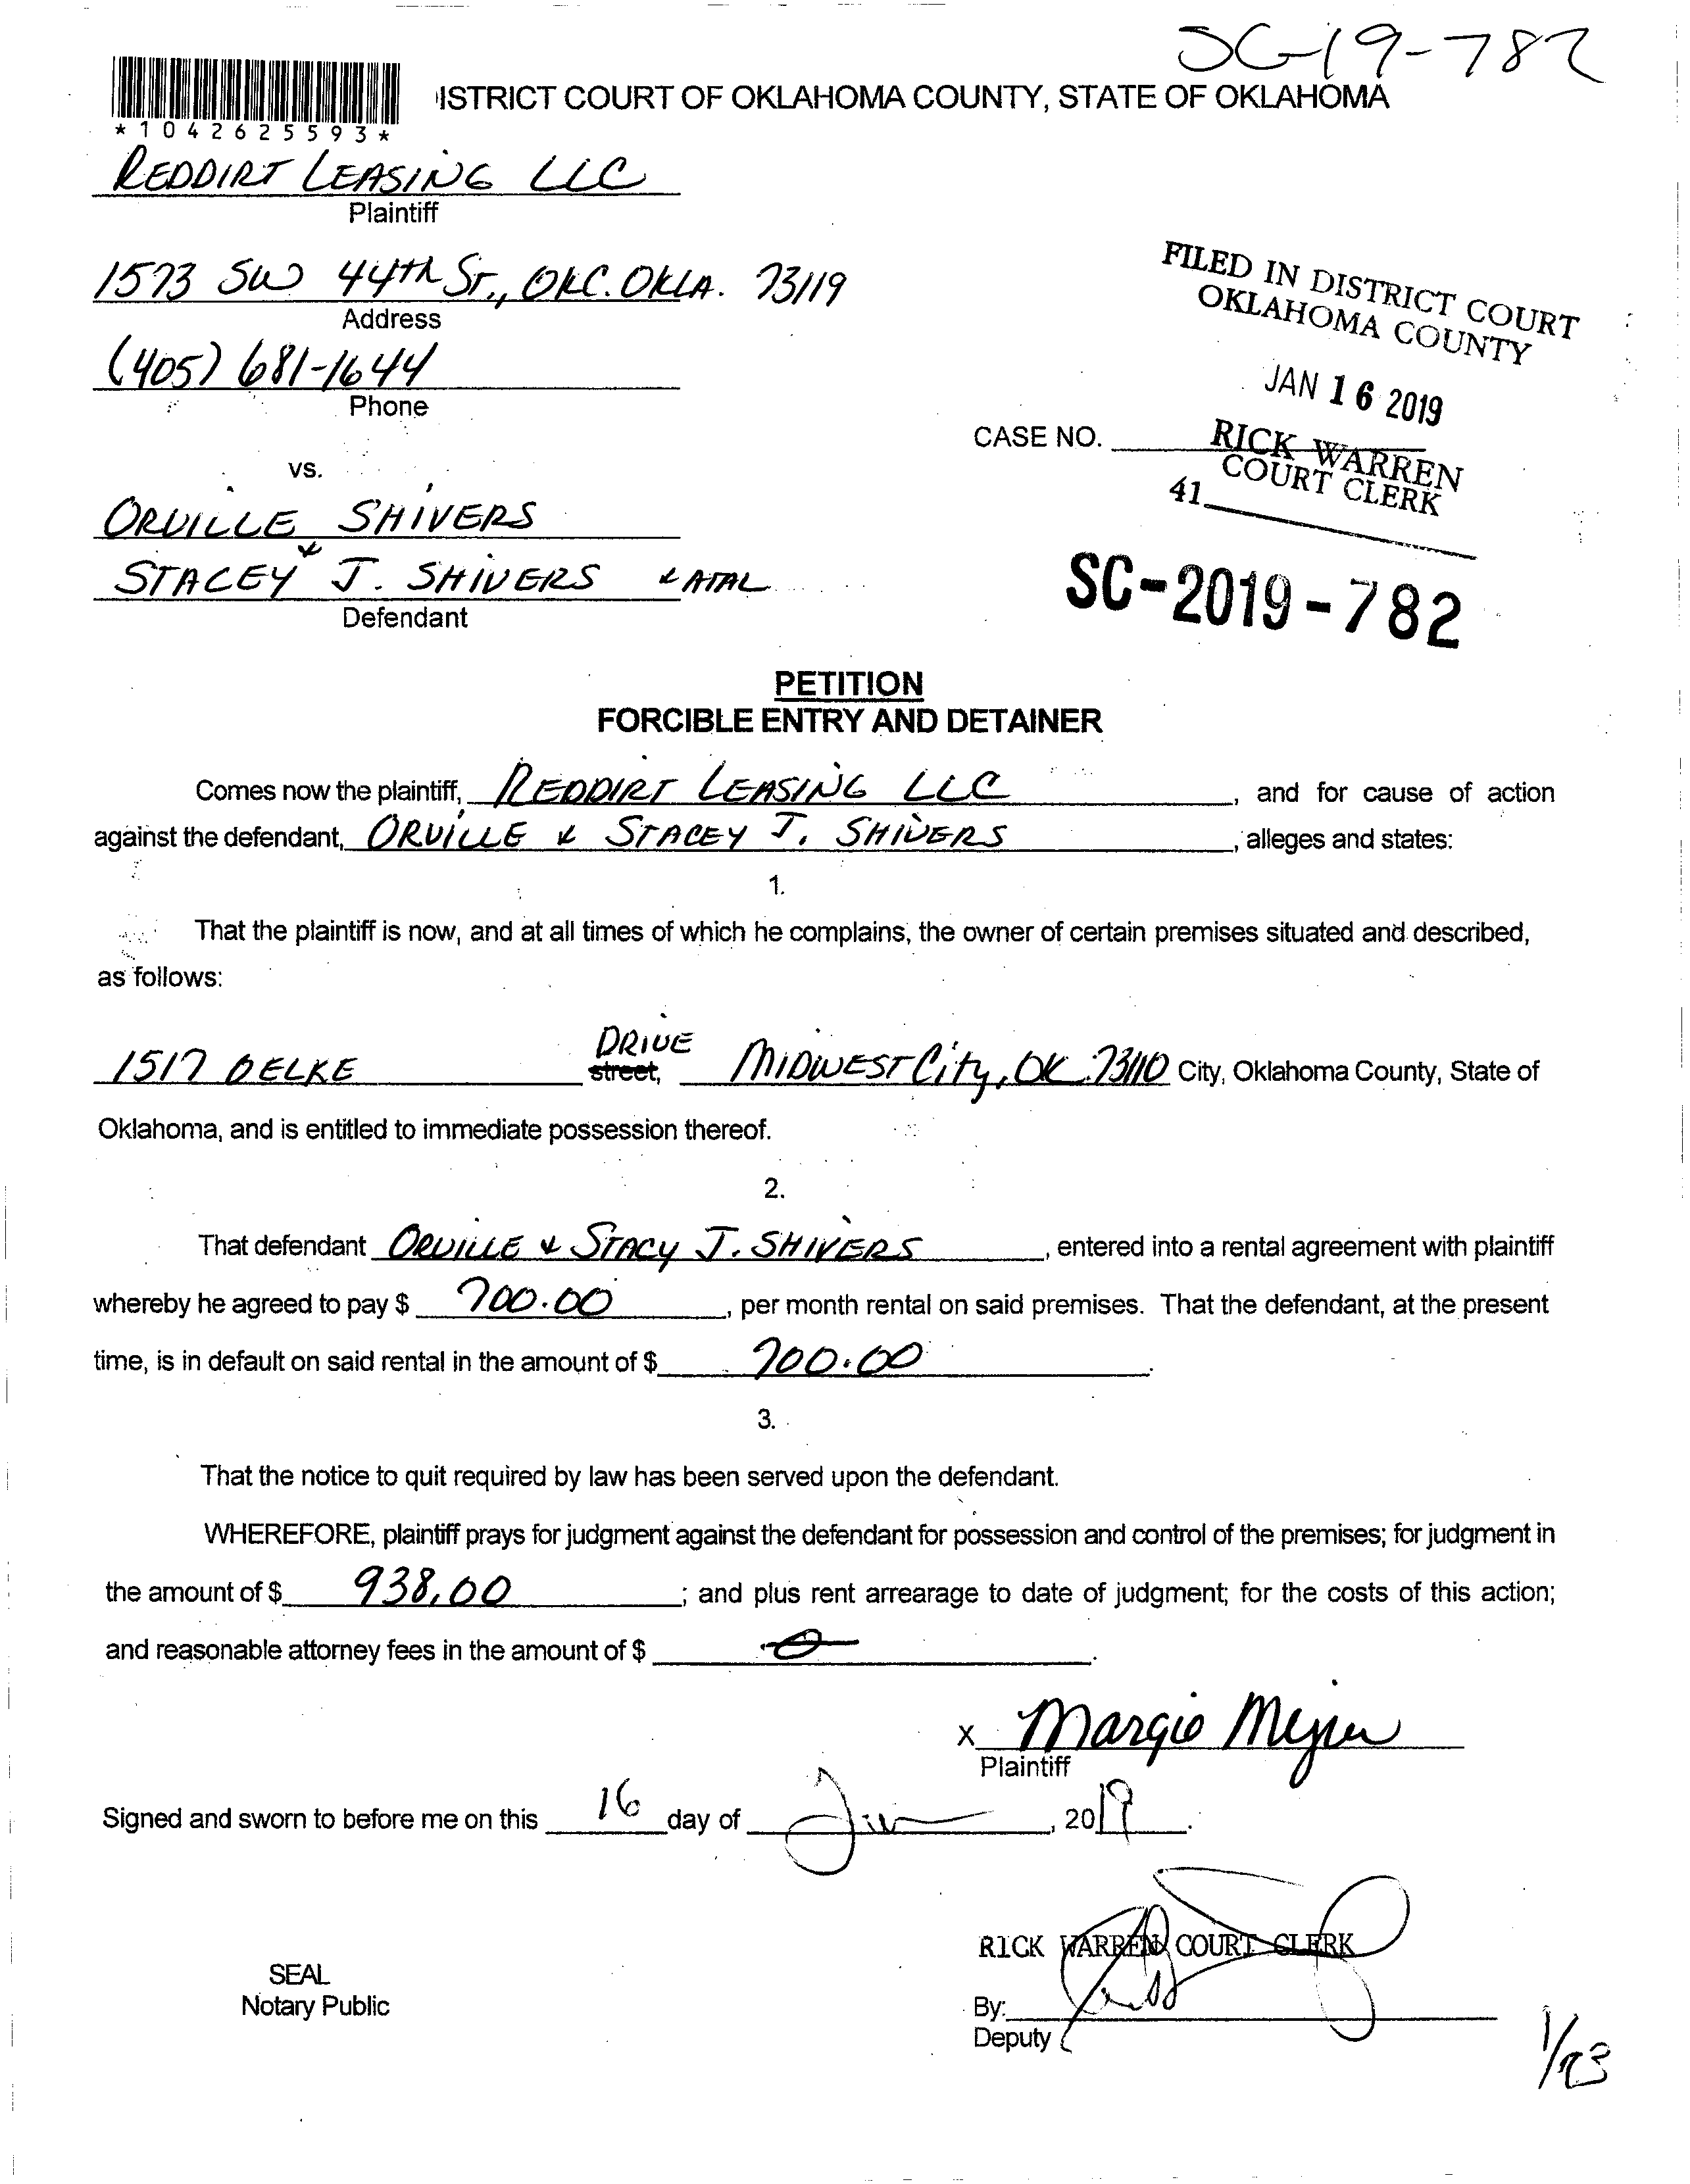 SC-19-782
ISTRICT COURT OF OKLAHOMA COUNTY, STATE OF OKLAHOMA
*1042625593*
REDDIRT LEASING LLC
Plaintiff
1573 SW 44th ST., OKC. OKLA. 73119
Address
(405) 681-1644
Phone
FILED IN DISTRICT COURT
OKLAHOMA COUNTY
JAN 16 2019
CASE NO.
RICK WARREN
COURT CLERK
41
vs.
ORVILLE SHIVERS
&
STACEY J. SHIVERS & ATAL
Defendant
SC-2019-782
PETITION
FORCIBLE ENTRY AND DETAINER
Comes now the plaintiff, REDDIRT LEASING LLC, and for cause of action
against the defendant, ORVILLE & STACEY J. SHIVERS, alleges and states:
1.
That the plaintiff is now, and at all times of which he complains, the owner of certain premises situated and described,
as follows:
DRIVE
1517 OELKE street, MIDWEST City, OK 73110 City, Oklahoma County, State of
Oklahoma, and is entitled to immediate possession thereof.
2.
That defendant ORVILLE & STACY J. SHIVERS, entered into a rental agreement with plaintiff
whereby he agreed to pay $ 700.00, per month rental on said premises. That the defendant, at the present
time, is in default on said rental in the amount of $ 700.00.
3.
That the notice to quit required by law has been served upon the defendant.
WHEREFORE, plaintiff prays for judgment against the defendant for possession and control of the premises; for judgment in
the amount of $ 938.00; and plus rent arrearage to date of judgment; for the costs of this action;
and reasonable attorney fees in the amount of $ 0.
X Margie
Plaintiff
Signed and sworn to before me on this 16 day of Jan, 2019.
RICK WARREN COURT CLERK
SEAL
Notary Public
By:
Deputy
1/23